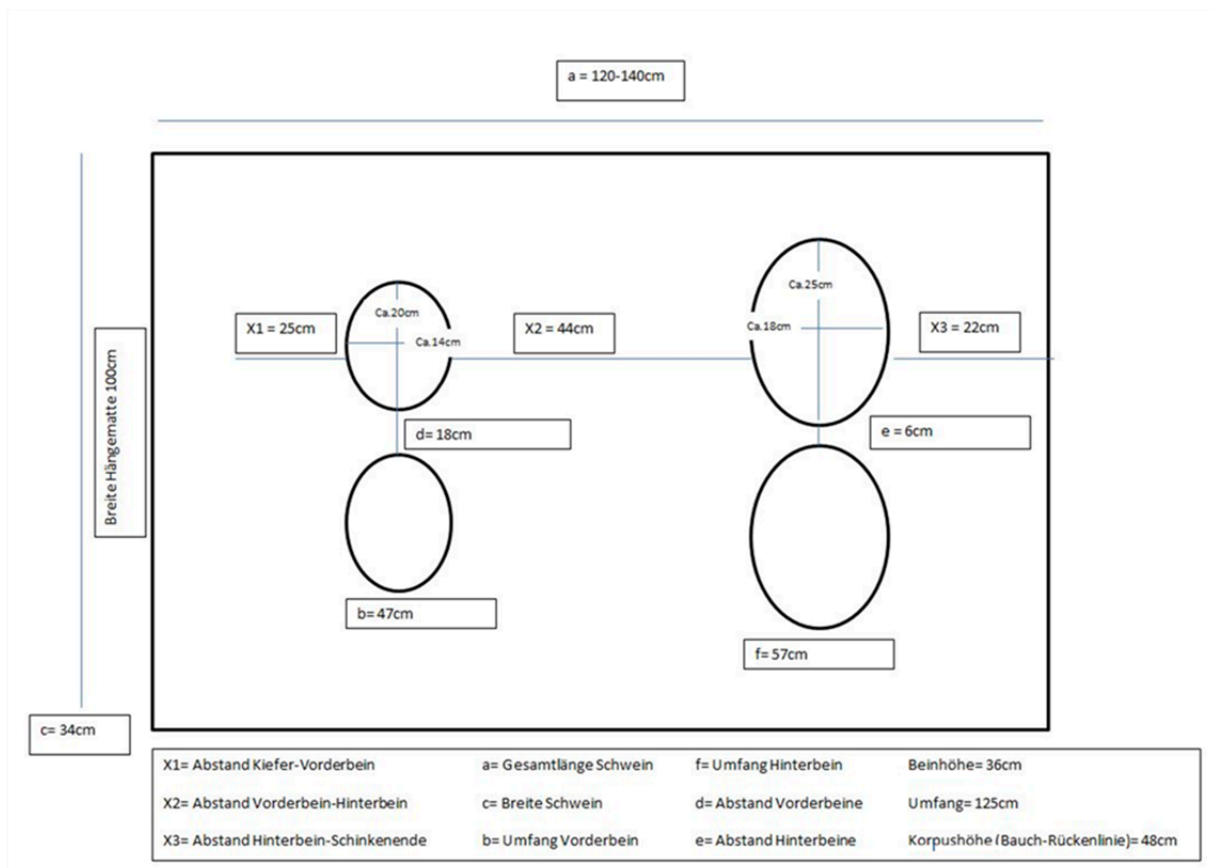 a = 120-140cm
Ca.25cm
Ca.20cm
X1 = 25cm
Ca.14cm
X2 = 44cm
Ca.18cm
X3 = 22cm
Breite Hängematte 100cm
d= 18cm
e = 6cm
b= 47cm
f= 57cm
c= 34cm
X1= Abstand Kiefer-Vorderbein a= Gesamtlänge Schwein f= Umfang Hinterbein Beinhöhe= 36cm
X2= Abstand Vorderbein-Hinterbein c= Breite Schwein d= Abstand Vorderbeine Umfang= 125cm
X3= Abstand Hinterbein-Schinkenende b= Umfang Vorderbein e= Abstand Hinterbeine Korpushöhe (Bauch-Rückenlinie)= 48cm